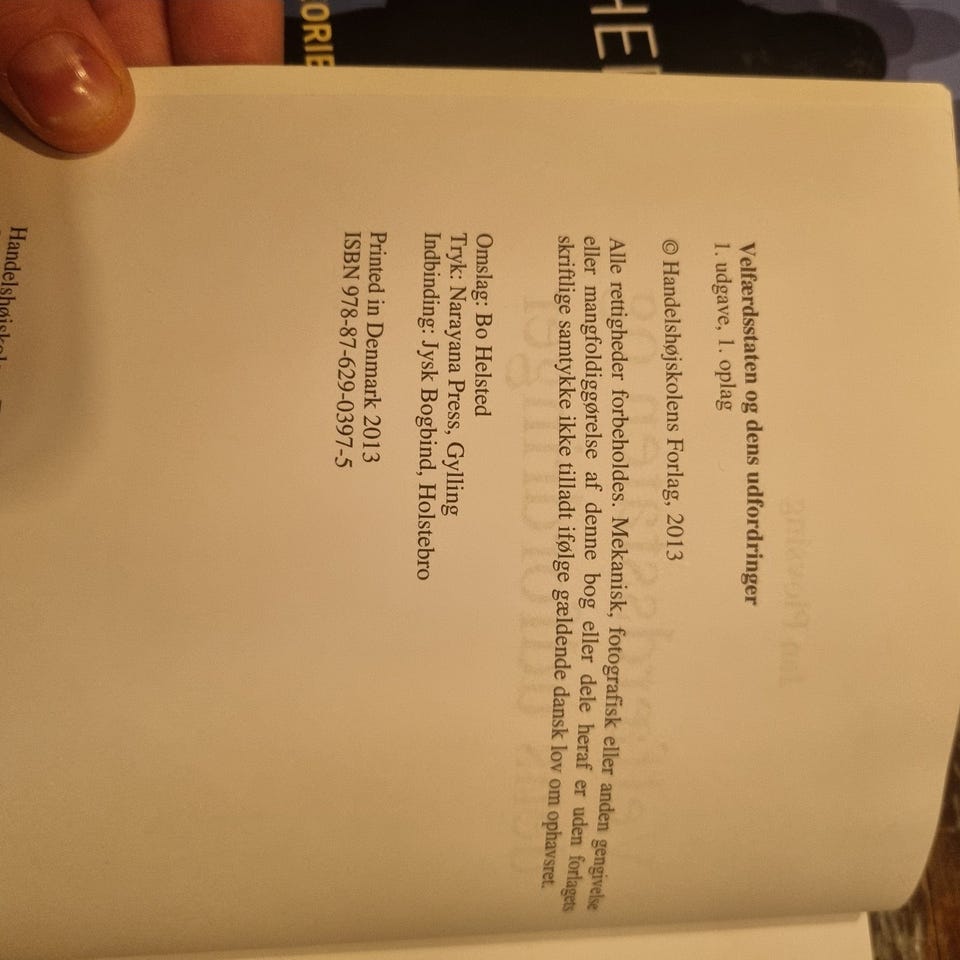 Velfærdsstaten og dens udfordringer
1. udgave, 1. oplag
© Handelshøjskolens Forlag, 2013
Alle rettigheder forbeholdes. Mekanisk, fotografisk eller anden gengivelse
eller mangfoldiggørelse af denne bog eller dele heraf er uden forlagets
skriftlige samtykke ikke tilladt ifølge gældende dansk lov om ophavsret.
Omslag: Bo Helsted
Tryk: Narayana Press, Gylling
Indbinding: Jysk Bogbind, Holstebro
Printed in Denmark 2013
ISBN 978-87-629-0397-5